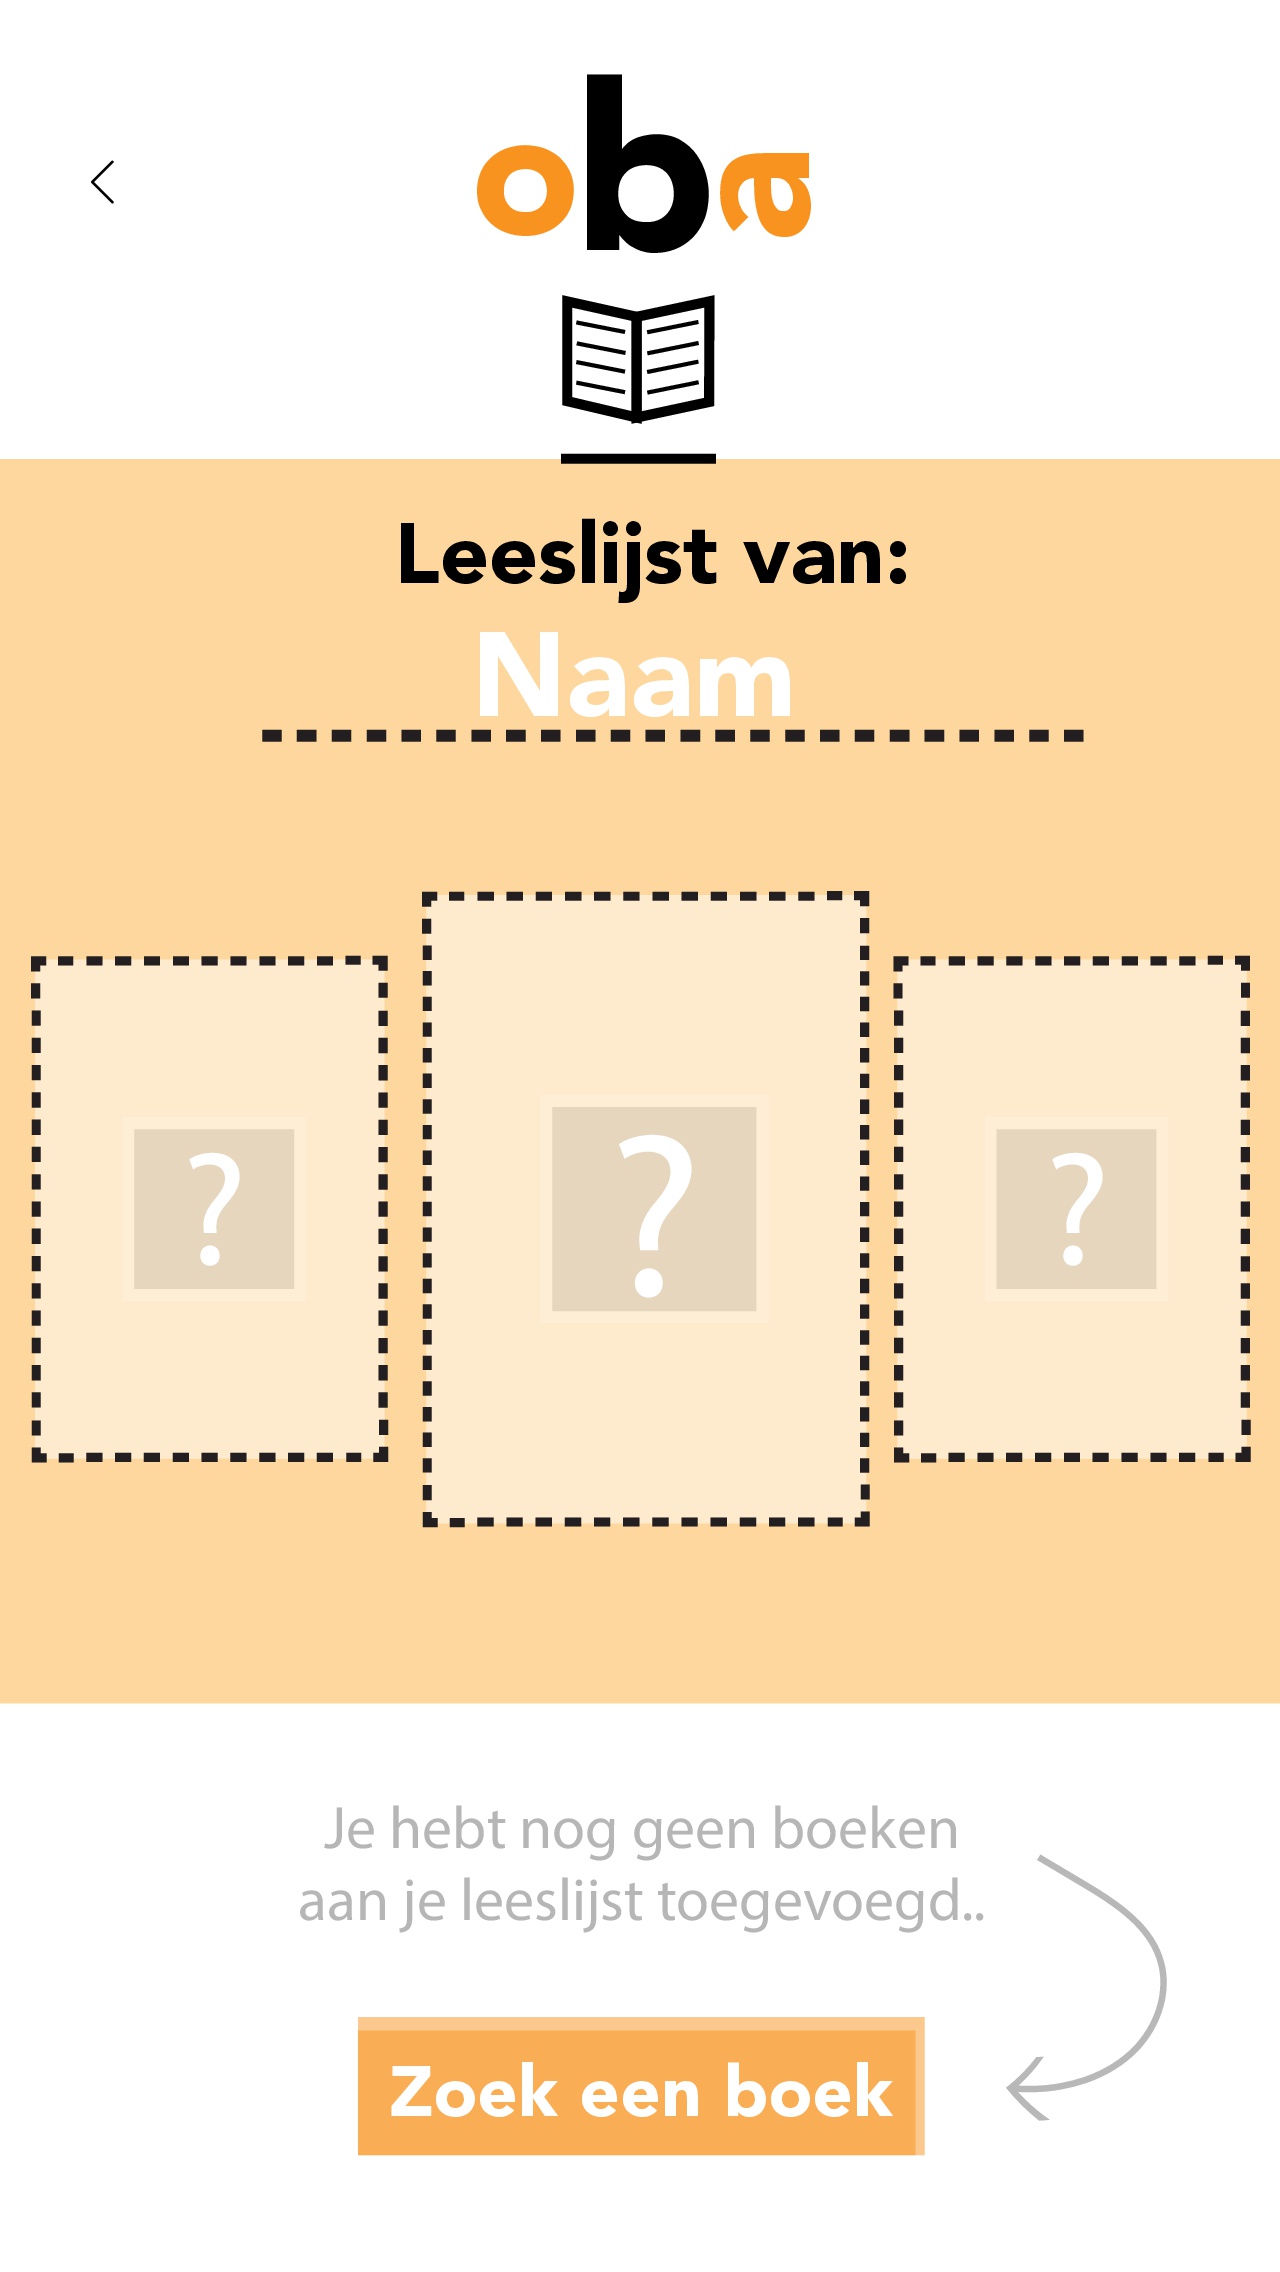 oba
Leeslijst van:
Naam
? ? ?
Je hebt nog geen boeken
aan je leeslijst toegevoegd..
Zoek een boek